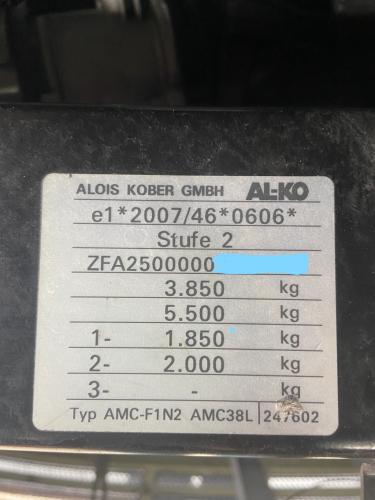 ALOIS KOBER GMBH AL-KO
e1*2007/46*0606*
Stufe 2
ZFA2500000
3.850 kg
5.500 kg
1- 1.850 kg
2- 2.000 kg
3- - kg
Typ AMC-F1N2 AMC38L 247602